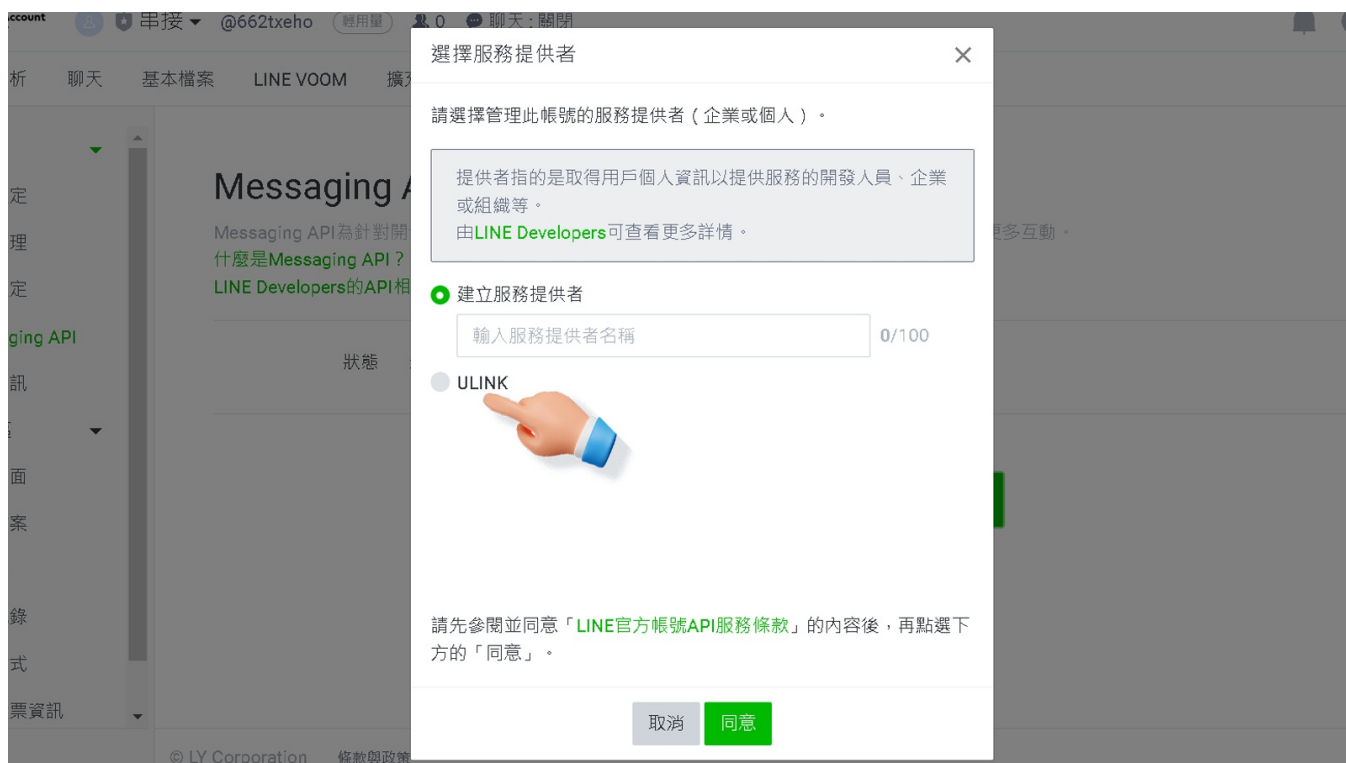 ccount
串接 @662txeho 輕用量 0 聊天 : 關閉
析 聊天 基本檔案 LINE VOOM 擴
選擇服務提供者
請選擇管理此帳號的服務提供者 ( 企業或個人 ) 。
提供者指的是取得用戶個人資訊以提供服務的開發人員、企業
或組織等。
由LINE Developers可查看更多詳情。
建立服務提供者
輸入服務提供者名稱 0/100
ULINK
請先參閱並同意「LINE官方帳號API服務條款」的內容後,再點選下
方的「同意」。
取消 同意
定
理
定
ging API
訊
面
案
錄
式
票資訊
Messaging A
Messaging API為針對開
更多互動。
什麼是Messaging API?
LINE Developers的API相
狀態
© LY Corporation 條款與政策